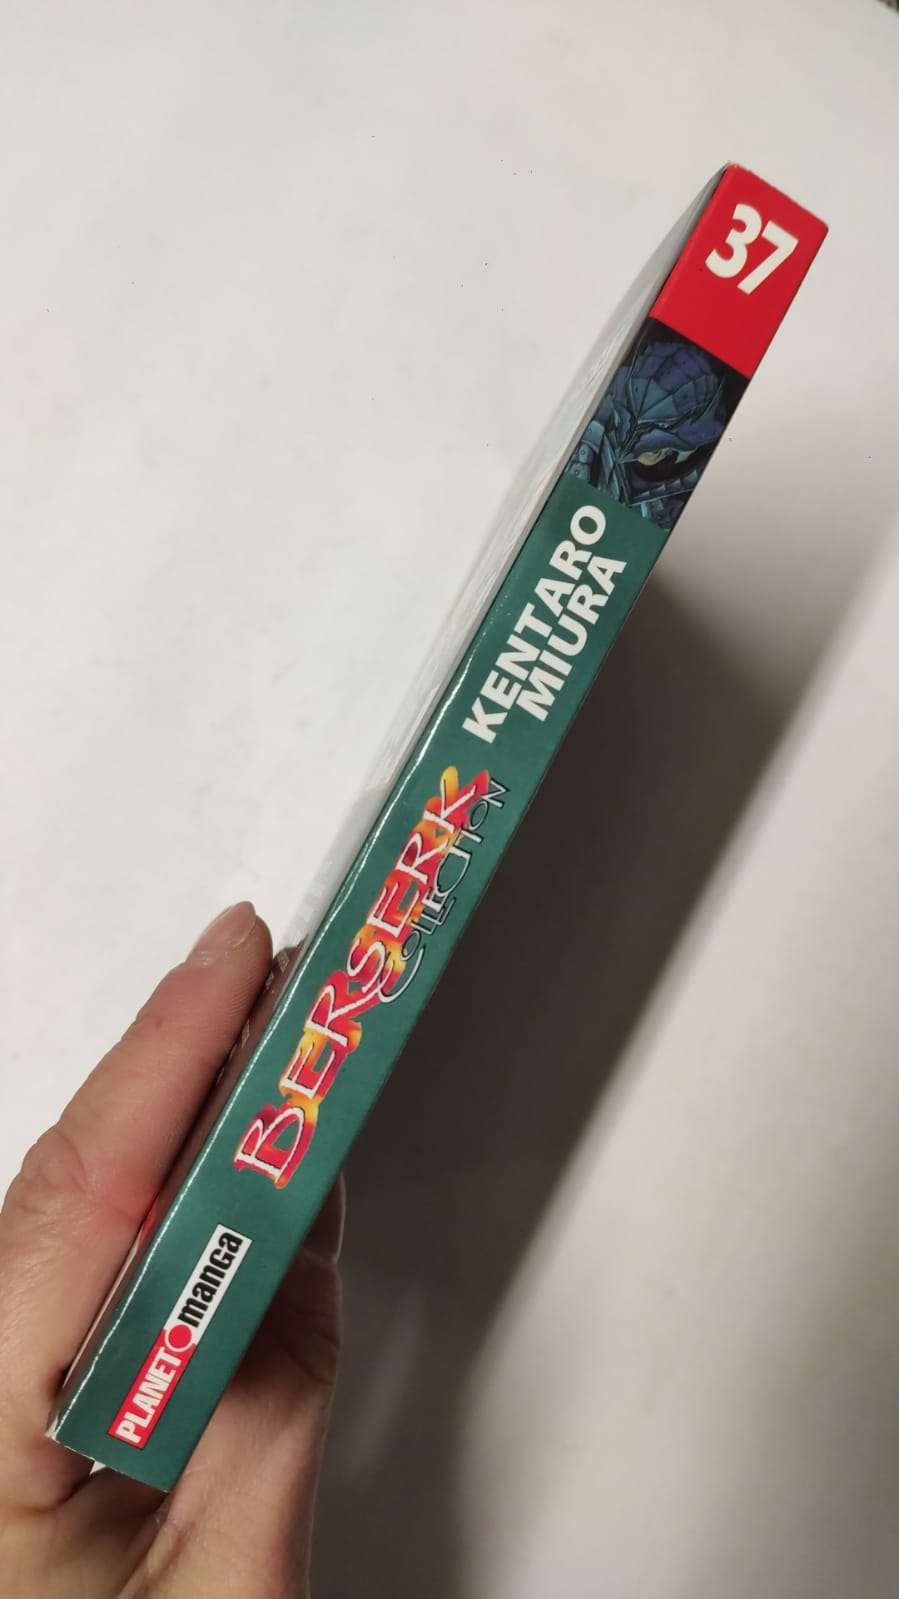 37
KENTARO
MIURA
BERSERK
COLLECTION
PLANET manga